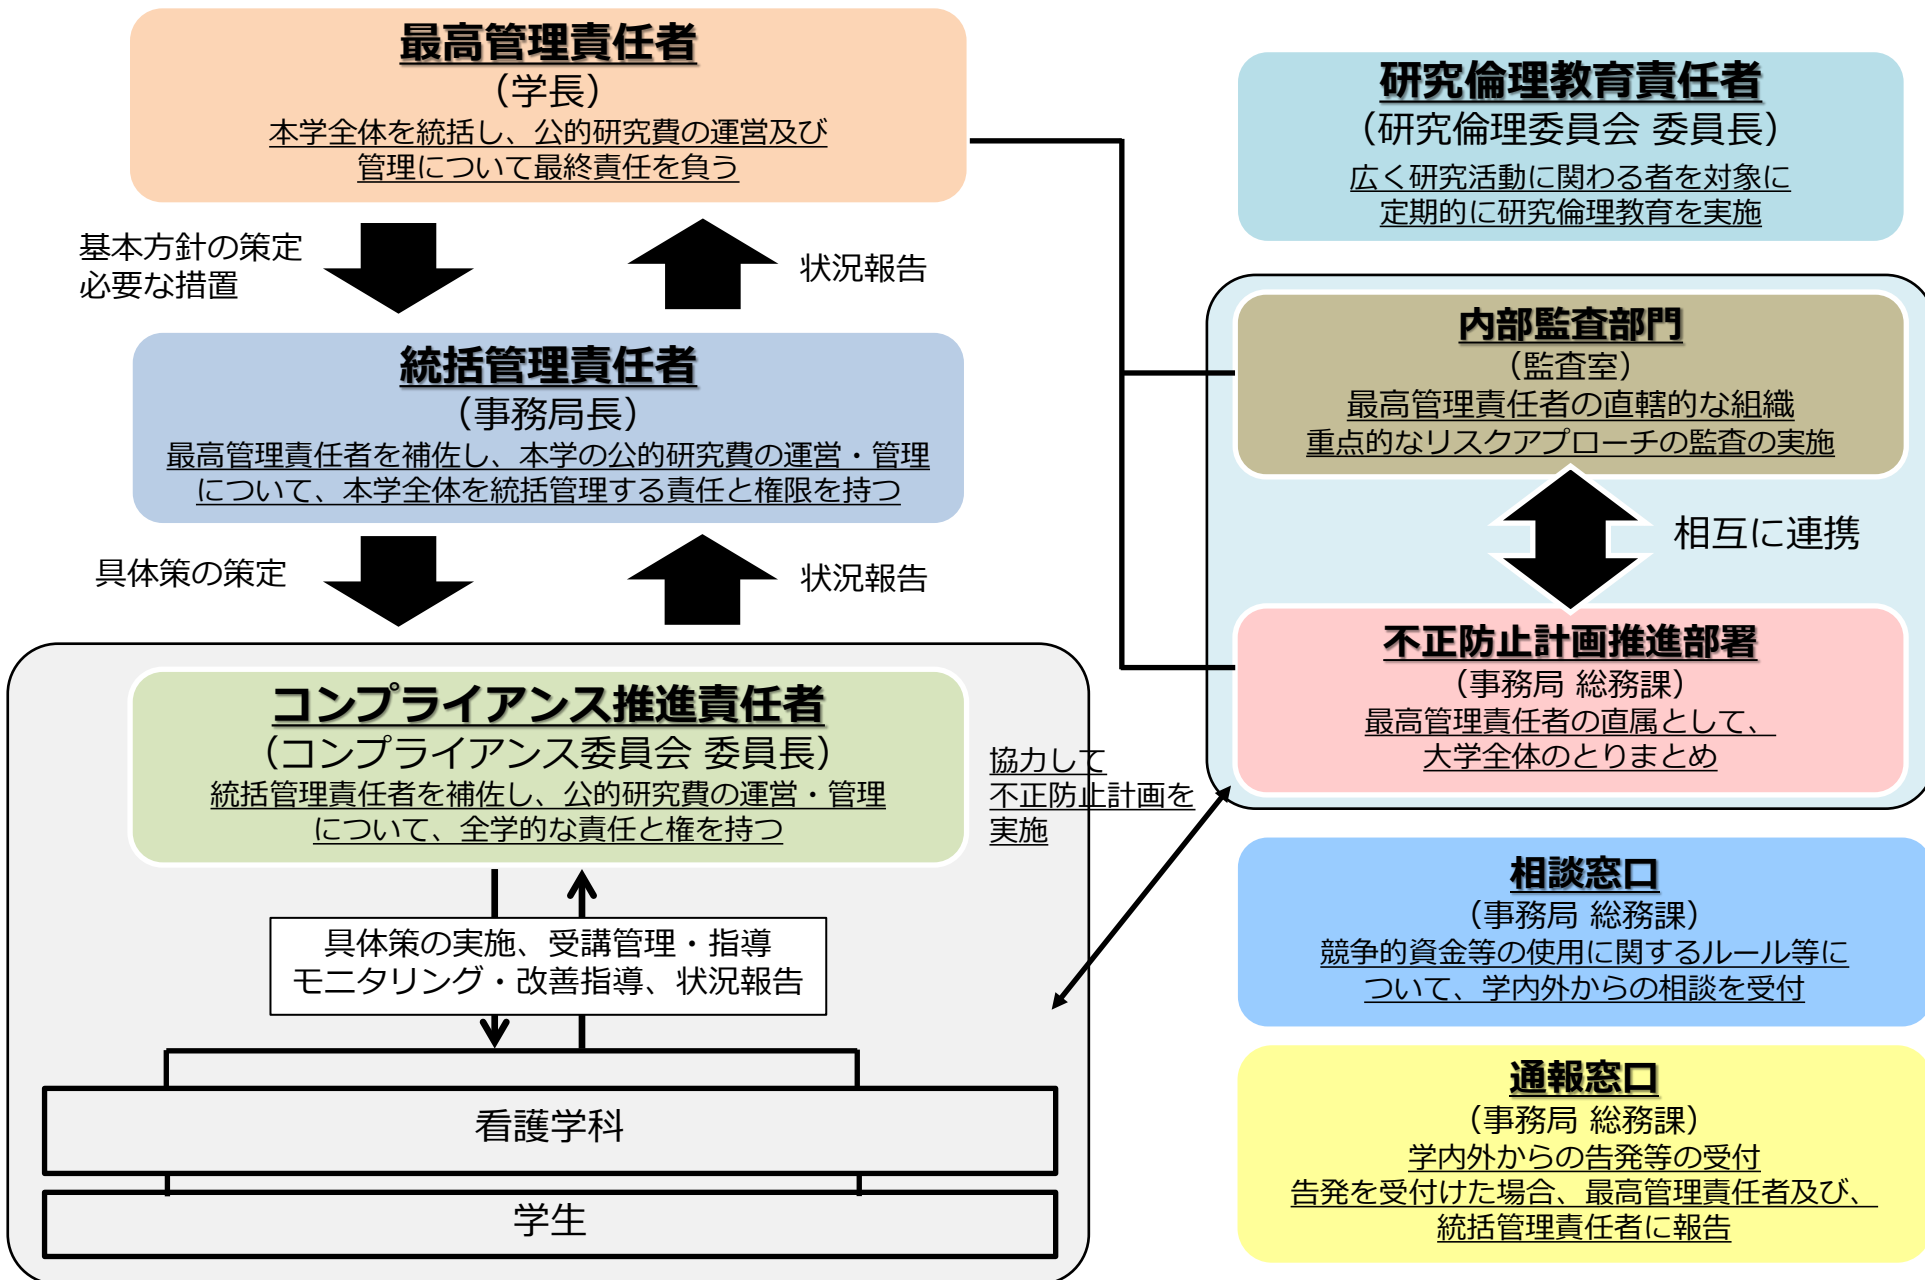 最高管理責任者
（学長）
本学全体を統括し、公的研究費の運営及び
管理について最終責任を負う
基本方針の策定
必要な措置
状況報告
統括管理責任者
（事務局長）
最高管理責任者を補佐し、本学の公的研究費の運営・管理
について、本学全体を統括管理する責任と権限を持つ
具体策の策定
状況報告
コンプライアンス推進責任者
（コンプライアンス委員会 委員長）
統括管理責任者を補佐し、公的研究費の運営・管理
について、全学的な責任と権を持つ
具体策の実施、受講管理・指導
モニタリング・改善指導、状況報告
看護学科
学生
協力して
不正防止計画を
実施
研究倫理教育責任者
（研究倫理委員会 委員長）
広く研究活動に関わる者を対象に
定期的に研究倫理教育を実施
内部監査部門
（監査室）
最高管理責任者の直轄的な組織
重点的なリスクアプローチの監査の実施
相互に連携
不正防止計画推進部署
（事務局 総務課）
最高管理責任者の直属として、
大学全体のとりまとめ
相談窓口
（事務局 総務課）
競争的資金等の使用に関するルール等に
ついて、学内外からの相談を受付
通報窓口
（事務局 総務課）
学内外からの告発等の受付
告発を受付けた場合、最高管理責任者及び、
統括管理責任者に報告